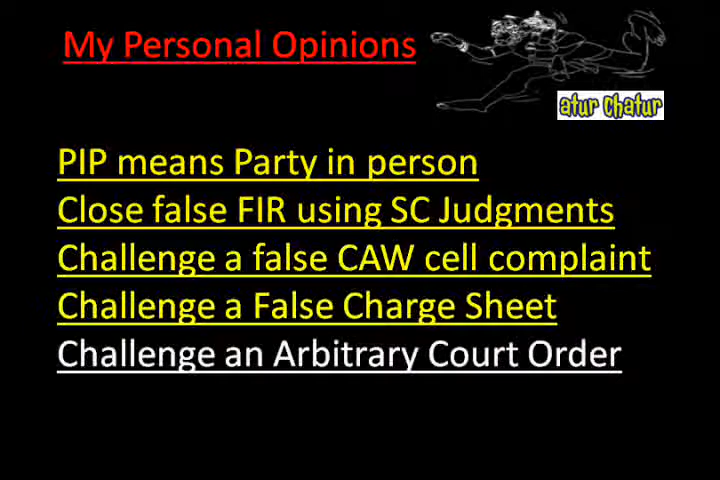 My Personal Opinions
atur chatur
PIP means Party in person
Close false FIR using SC Judgments
Challenge a false CAW cell complaint
Challenge a False Charge Sheet
Challenge an Arbitrary Court Order